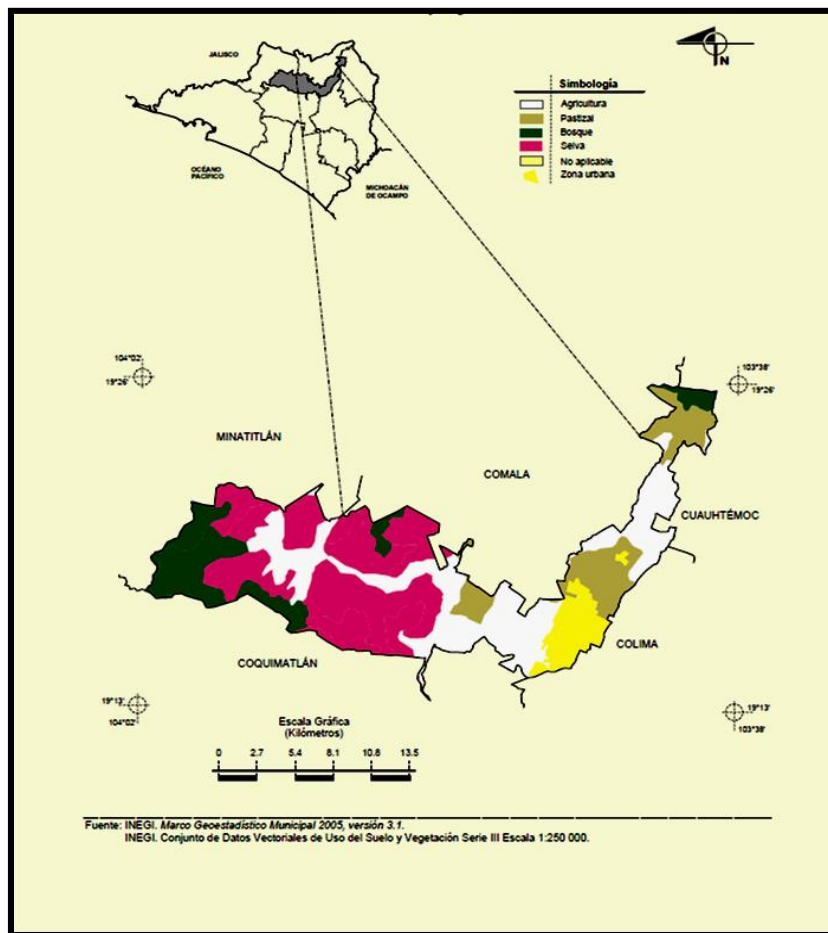 JALISCO
N
OCÉANO
PACÍFICO
MICHOACÁN
DE OCAMPO
Simbología
Agricultura
Pastizal
Bosque
Selva
No aplicable
Zona urbana
104°02'
19°26'
103°38'
19°26'
MINATITLÁN
COMALA
CUAUHTÉMOC
COQUIMATLÁN
COLIMA
19°13'
104°02'
19°13'
103°38'
Escala Gráfica
(Kilómetros)
0 2.7 5.4 8.1 10.8 13.5
Fuente: INEGI. Marco Geoestadístico Municipal 2005, versión 3.1.
INEGI. Conjunto de Datos Vectoriales de Uso del Suelo y Vegetación Serie III Escala 1:250 000.